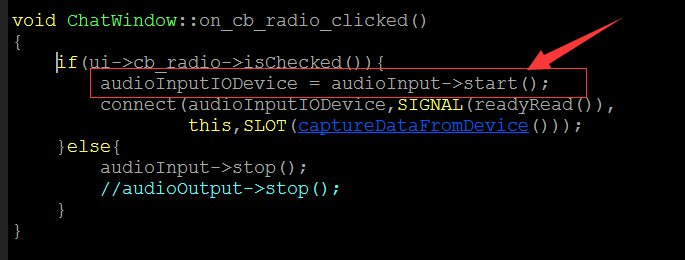 void ChatWindow::on_cb_radio_clicked()
{
if(ui->cb_radio->isChecked()){
audioInputIODevice = audioInput->start();
connect(audioInputIODevice,SIGNAL(readyRead()),
this,SLOT(captureDataFromDevice()));
}else{
audioInput->stop();
//audioOutput->stop();
}
}